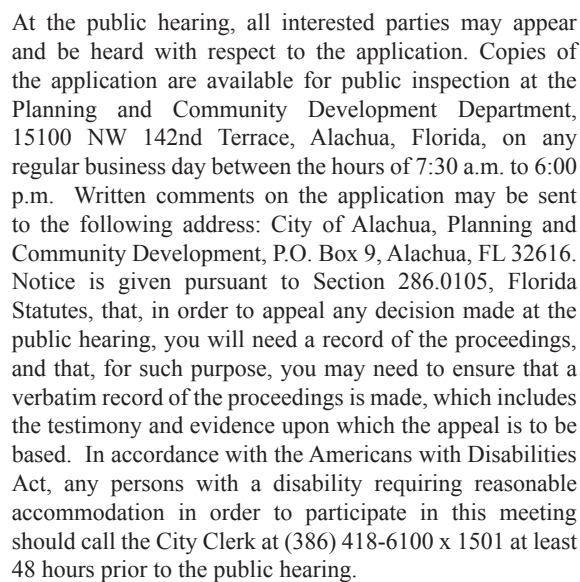 At the public hearing, all interested parties may appear
and be heard with respect to the application. Copies of
the application are available for public inspection at the
Planning and Community Development Department,
15100 NW 142nd Terrace, Alachua, Florida, on any
regular business day between the hours of 7:30 a.m. to 6:00
p.m.  Written comments on the application may be sent
to the following address: City of Alachua, Planning and
Community Development, P.O. Box 9, Alachua, FL 32616.
Notice is given pursuant to Section 286.0105, Florida
Statutes, that, in order to appeal any decision made at the
public hearing, you will need a record of the proceedings,
and that, for such purpose, you may need to ensure that a
verbatim record of the proceedings is made, which includes
the testimony and evidence upon which the appeal is to be
based.  In accordance with the Americans with Disabilities
Act, any persons with a disability requiring reasonable
accommodation in order to participate in this meeting
should call the City Clerk at (386) 418-6100 x 1501 at least
48 hours prior to the public hearing.